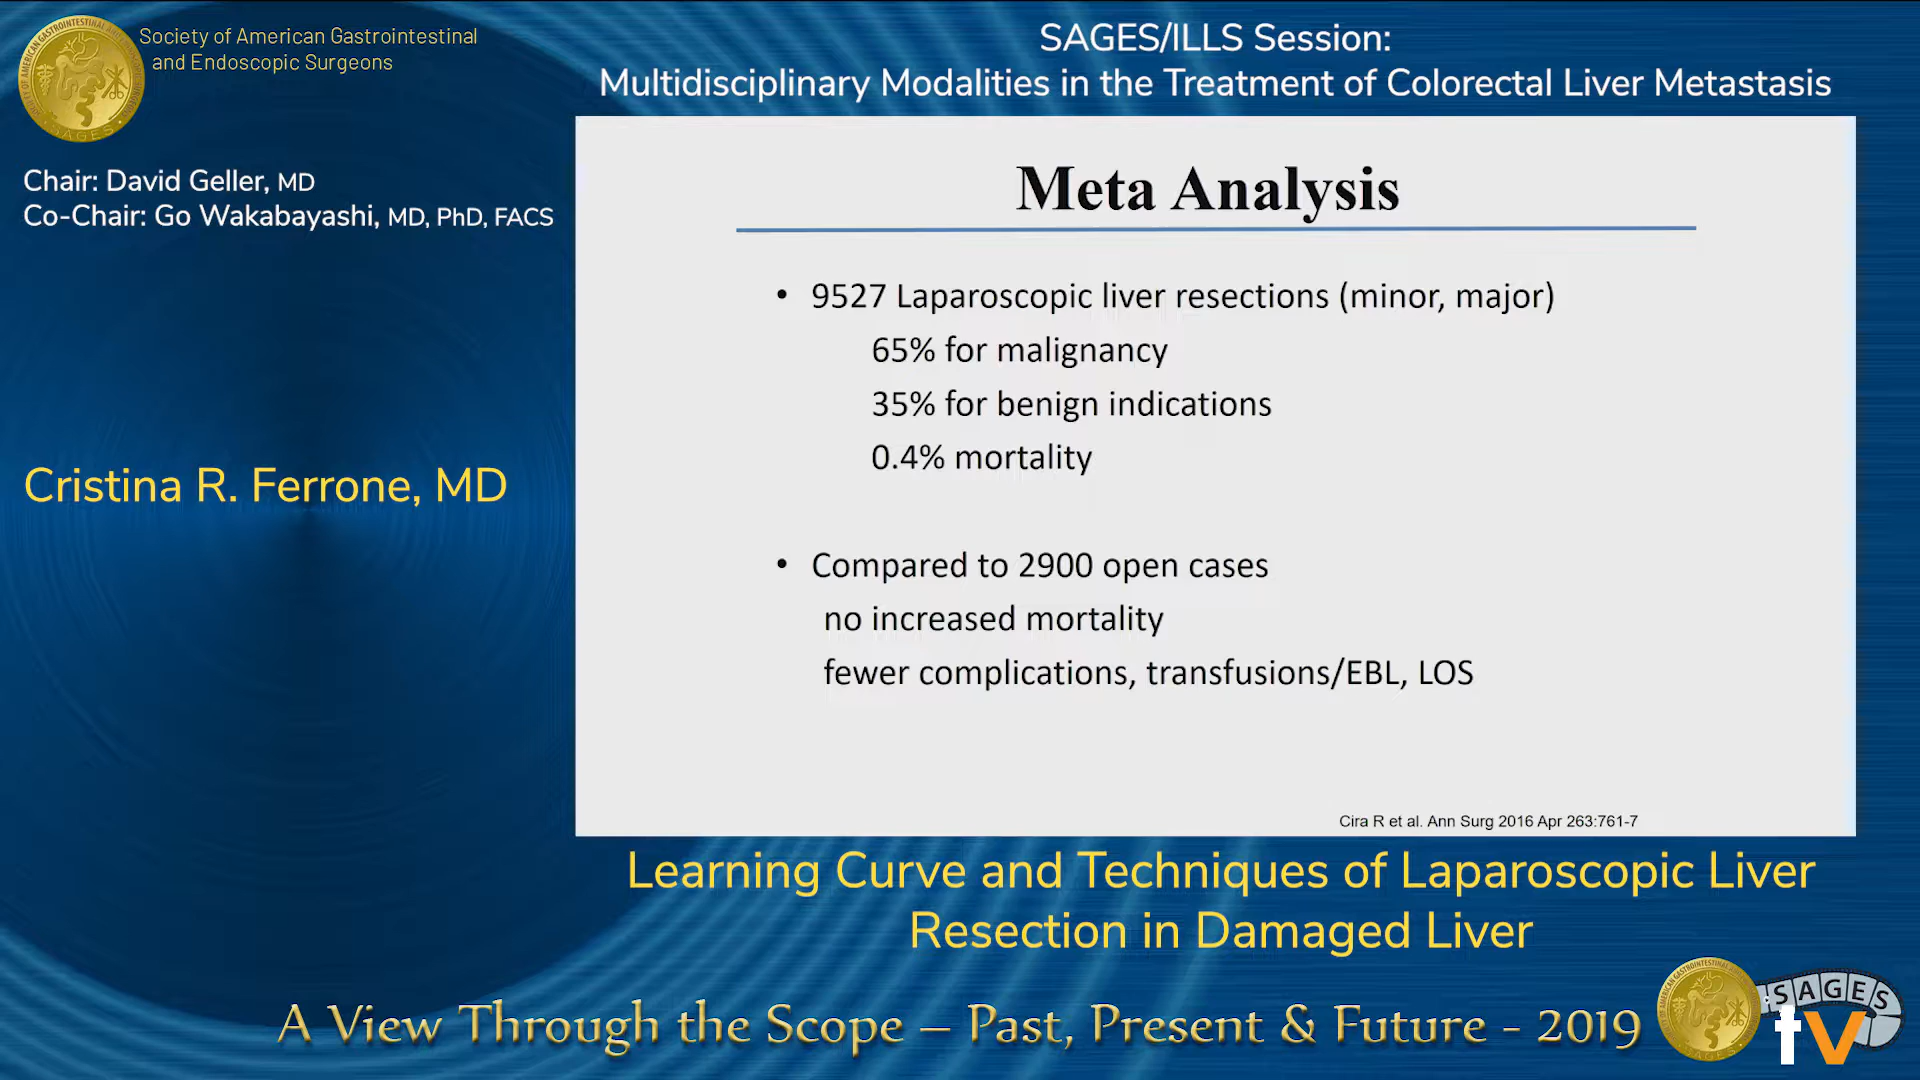 Society of American Gastrointestinal
and Endoscopic Surgeons
SAGES/ILLS Session:
Multidisciplinary Modalities in the Treatment of Colorectal Liver Metastasis
Chair: David Geller, MD
Co-Chair: Go Wakabayashi, MD, PhD, FACS
Cristina R. Ferrone, MD
Meta Analysis
• 9527 Laparoscopic liver resections (minor, major)
65% for malignancy
35% for benign indications
0.4% mortality
• Compared to 2900 open cases
no increased mortality
fewer complications, transfusions/EBL, LOS
Cira R et al. Ann Surg 2016 Apr 263:761-7
Learning Curve and Techniques of Laparoscopic Liver
Resection in Damaged Liver
A View Through the Scope – Past, Present & Future - 2019
SAGES
tv